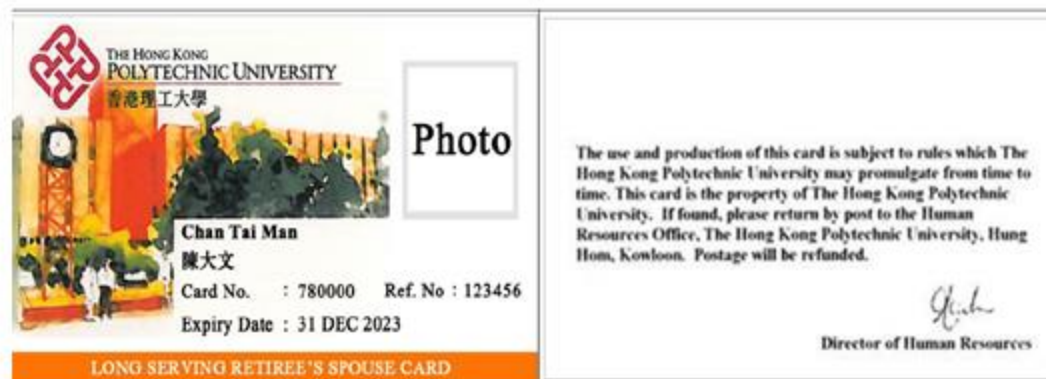 THE HONG KONG
POLYTECHNIC UNIVERSITY
香港理工大學
Photo
Chan Tai Man
陳大文
Card No. : 780000 Ref. No : 123456
Expiry Date : 31 DEC 2023
LONG SERVING RETIREE'S SPOUSE CARD
The use and production of this card is subject to rules which The
Hong Kong Polytechnic University may promulgate from time to
time. This card is the property of The Hong Kong Polytechnic
University. If found, please return by post to the Human
Resources Office, The Hong Kong Polytechnic University, Hung
Hom, Kowloon. Postage will be refunded.
Director of Human Resources